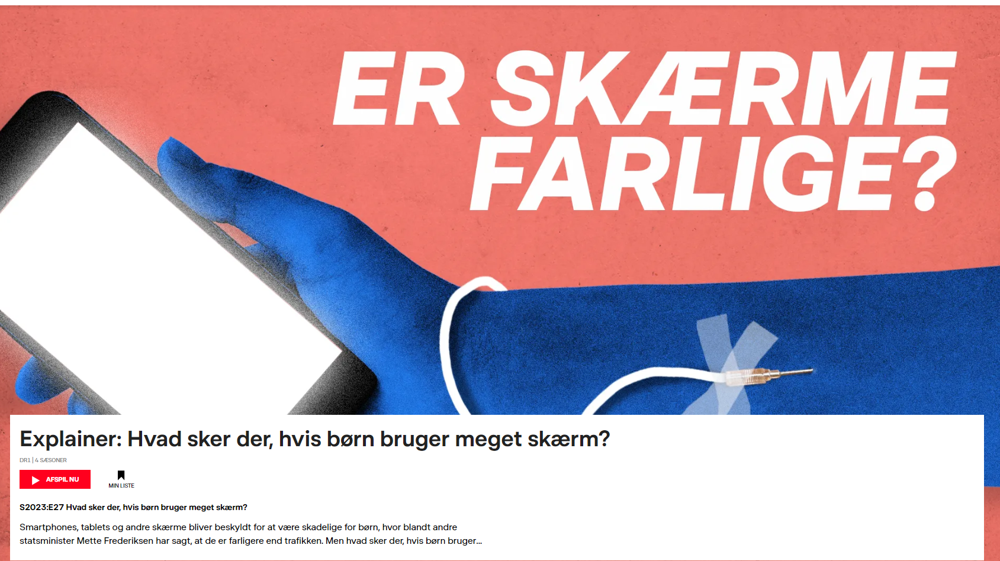 ER SKÆRME
FARLIGE?
Explainer: Hvad sker der, hvis børn bruger meget skærm?
DR1 | 4 SÆSONER
AFSPIL NU
MIN LISTE
S2023:E27 Hvad sker der, hvis børn bruger meget skærm?
Smartphones, tablets og andre skærme bliver beskyldt for at være skadelige for børn, hvor blandt andre
statsminister Mette Frederiksen har sagt, at de er farligere end trafikken. Men hvad sker der, hvis børn bruger...